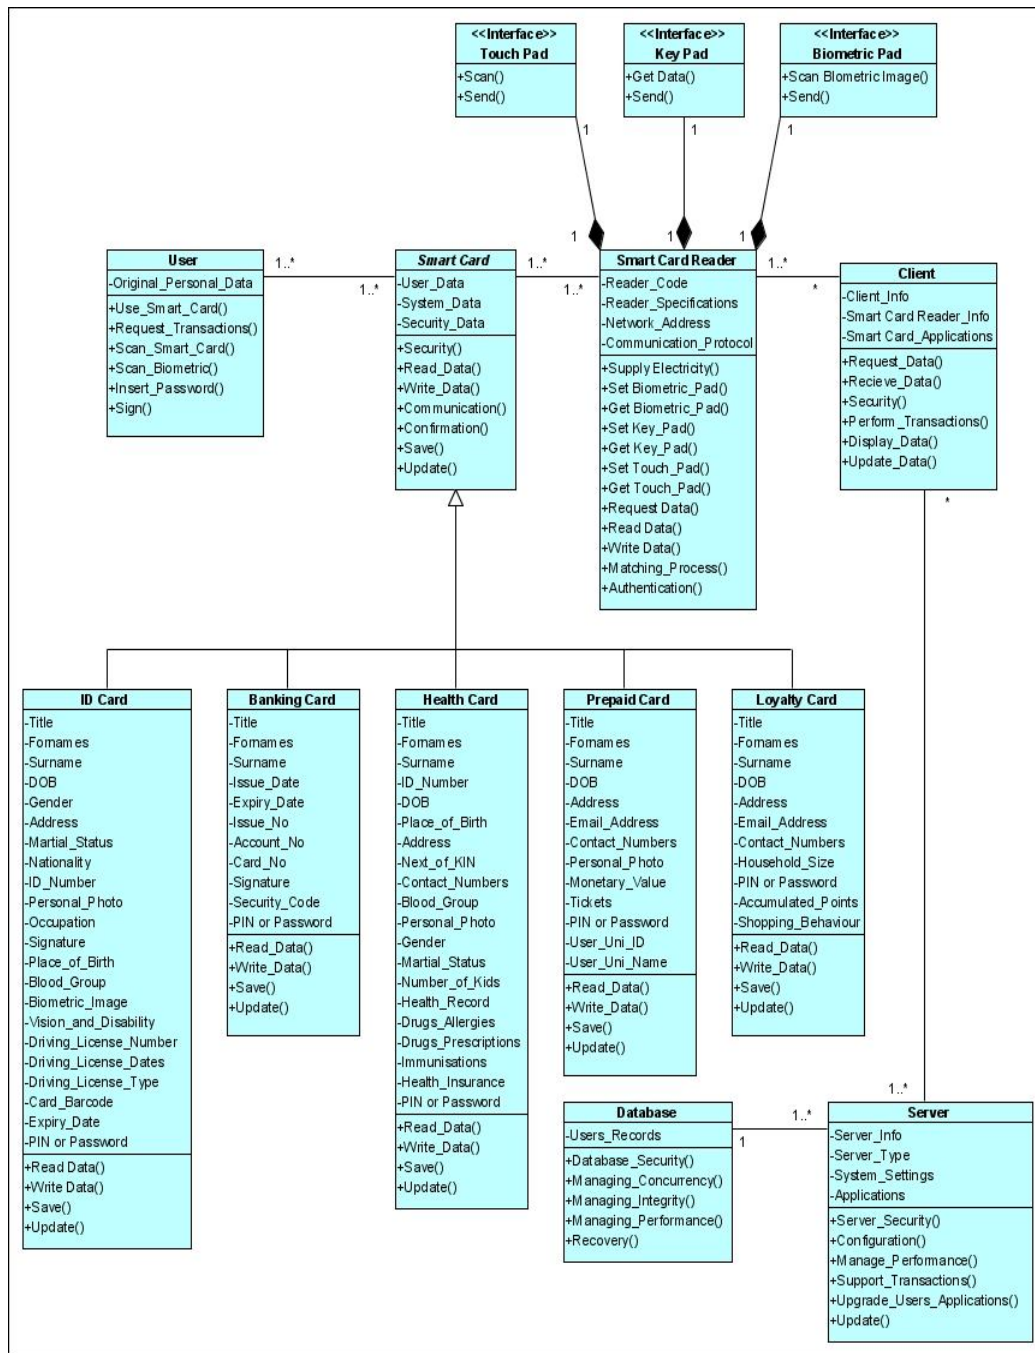 <<Interface>>
Touch Pad
+Scan()
+Send()
<<Interface>>
Key Pad
+Get Data()
+Send()
<<Interface>>
Biometric Pad
+Scan Biometric Image()
+Send()
1
1
1
1
1
1
User
-Original_Personal_Data
+Use_Smart_Card()
+Request_Transactions()
+Scan_Smart_Card()
+Scan_Biometric()
+Insert_Password()
+Sign()
1..*
1..*
Smart Card
-User_Data
-System_Data
-Security_Data
+Security()
+Read_Data()
+Write_Data()
+Communication()
+Confirmation()
+Save()
+Update()
1..*
1..*
Smart Card Reader
-Reader_Code
-Reader_Specifications
-Network_Address
-Communication_Protocol
+Supply Electricity()
+Set Biometric_Pad()
+Get Biometric_Pad()
+Set Key_Pad()
+Get Key_Pad()
+Set Touch_Pad()
+Get Touch_Pad()
+Request Data()
+Read Data()
+Write Data()
+Matching_Process()
+Authentication()
1..*
*
Client
-Client_Info
-Smart Card Reader_Info
-Smart Card_Applications
+Request_Data()
+Recieve_Data()
+Security()
+Perform_Transactions()
+Display_Data()
+Update_Data()
*
ID Card
-Title
-Fornames
-Surname
-DOB
-Gender
-Address
-Martial_Status
-Nationality
-ID_Number
-Personal_Photo
-Occupation
-Signature
-Place_of_Birth
-Blood_Group
-Biometric_Image
-Vision_and_Disability
-Driving_License_Number
-Driving_License_Dates
-Driving_License_Type
-Card_Barcode
-Expiry_Date
-PIN or Password
+Read Data()
+Write Data()
+Save()
+Update()
Banking Card
-Title
-Fornames
-Surname
-Issue_Date
-Expiry_Date
-Issue_No
-Account_No
-Card_No
-Signature
-Security_Code
-PIN or Password
+Read_Data()
+Write_Data()
+Save()
+Update()
Health Card
-Title
-Fornames
-Surname
-ID_Number
-DOB
-Place_of_Birth
-Address
-Next_of_KIN
-Contact_Numbers
-Blood_Group
-Personal_Photo
-Gender
-Martial_Status
-Number_of_Kids
-Health_Record
-Drugs_Allergies
-Drugs_Prescriptions
-Immunisations
-Health_Insurance
-PIN or Password
+Read_Data()
+Write_Data()
+Save()
+Update()
Prepaid Card
-Title
-Fornames
-Surname
-DOB
-Address
-Email_Address
-Contact_Numbers
-Personal_Photo
-Monetary_Value
-Tickets
-PIN or Password
-User_Uni_ID
-User_Uni_Name
+Read_Data()
+Write_Data()
+Save()
+Update()
Loyalty Card
-Title
-Fornames
-Surname
-DOB
-Address
-Email_Address
-Contact_Numbers
-Household_Size
-PIN or Password
-Accumulated_Points
-Shopping_Behaviour
+Read_Data()
+Write_Data()
+Save()
+Update()
Database
-Users_Records
+Database_Security()
+Managing_Concurrency()
+Managing_Integrity()
+Managing_Performance()
+Recovery()
1
1..*
1..*
Server
-Server_Info
-Server_Type
-System_Settings
-Applications
+Server_Security()
+Configuration()
+Manage_Performance()
+Support_Transactions()
+Upgrade_Users_Applications()
+Update()